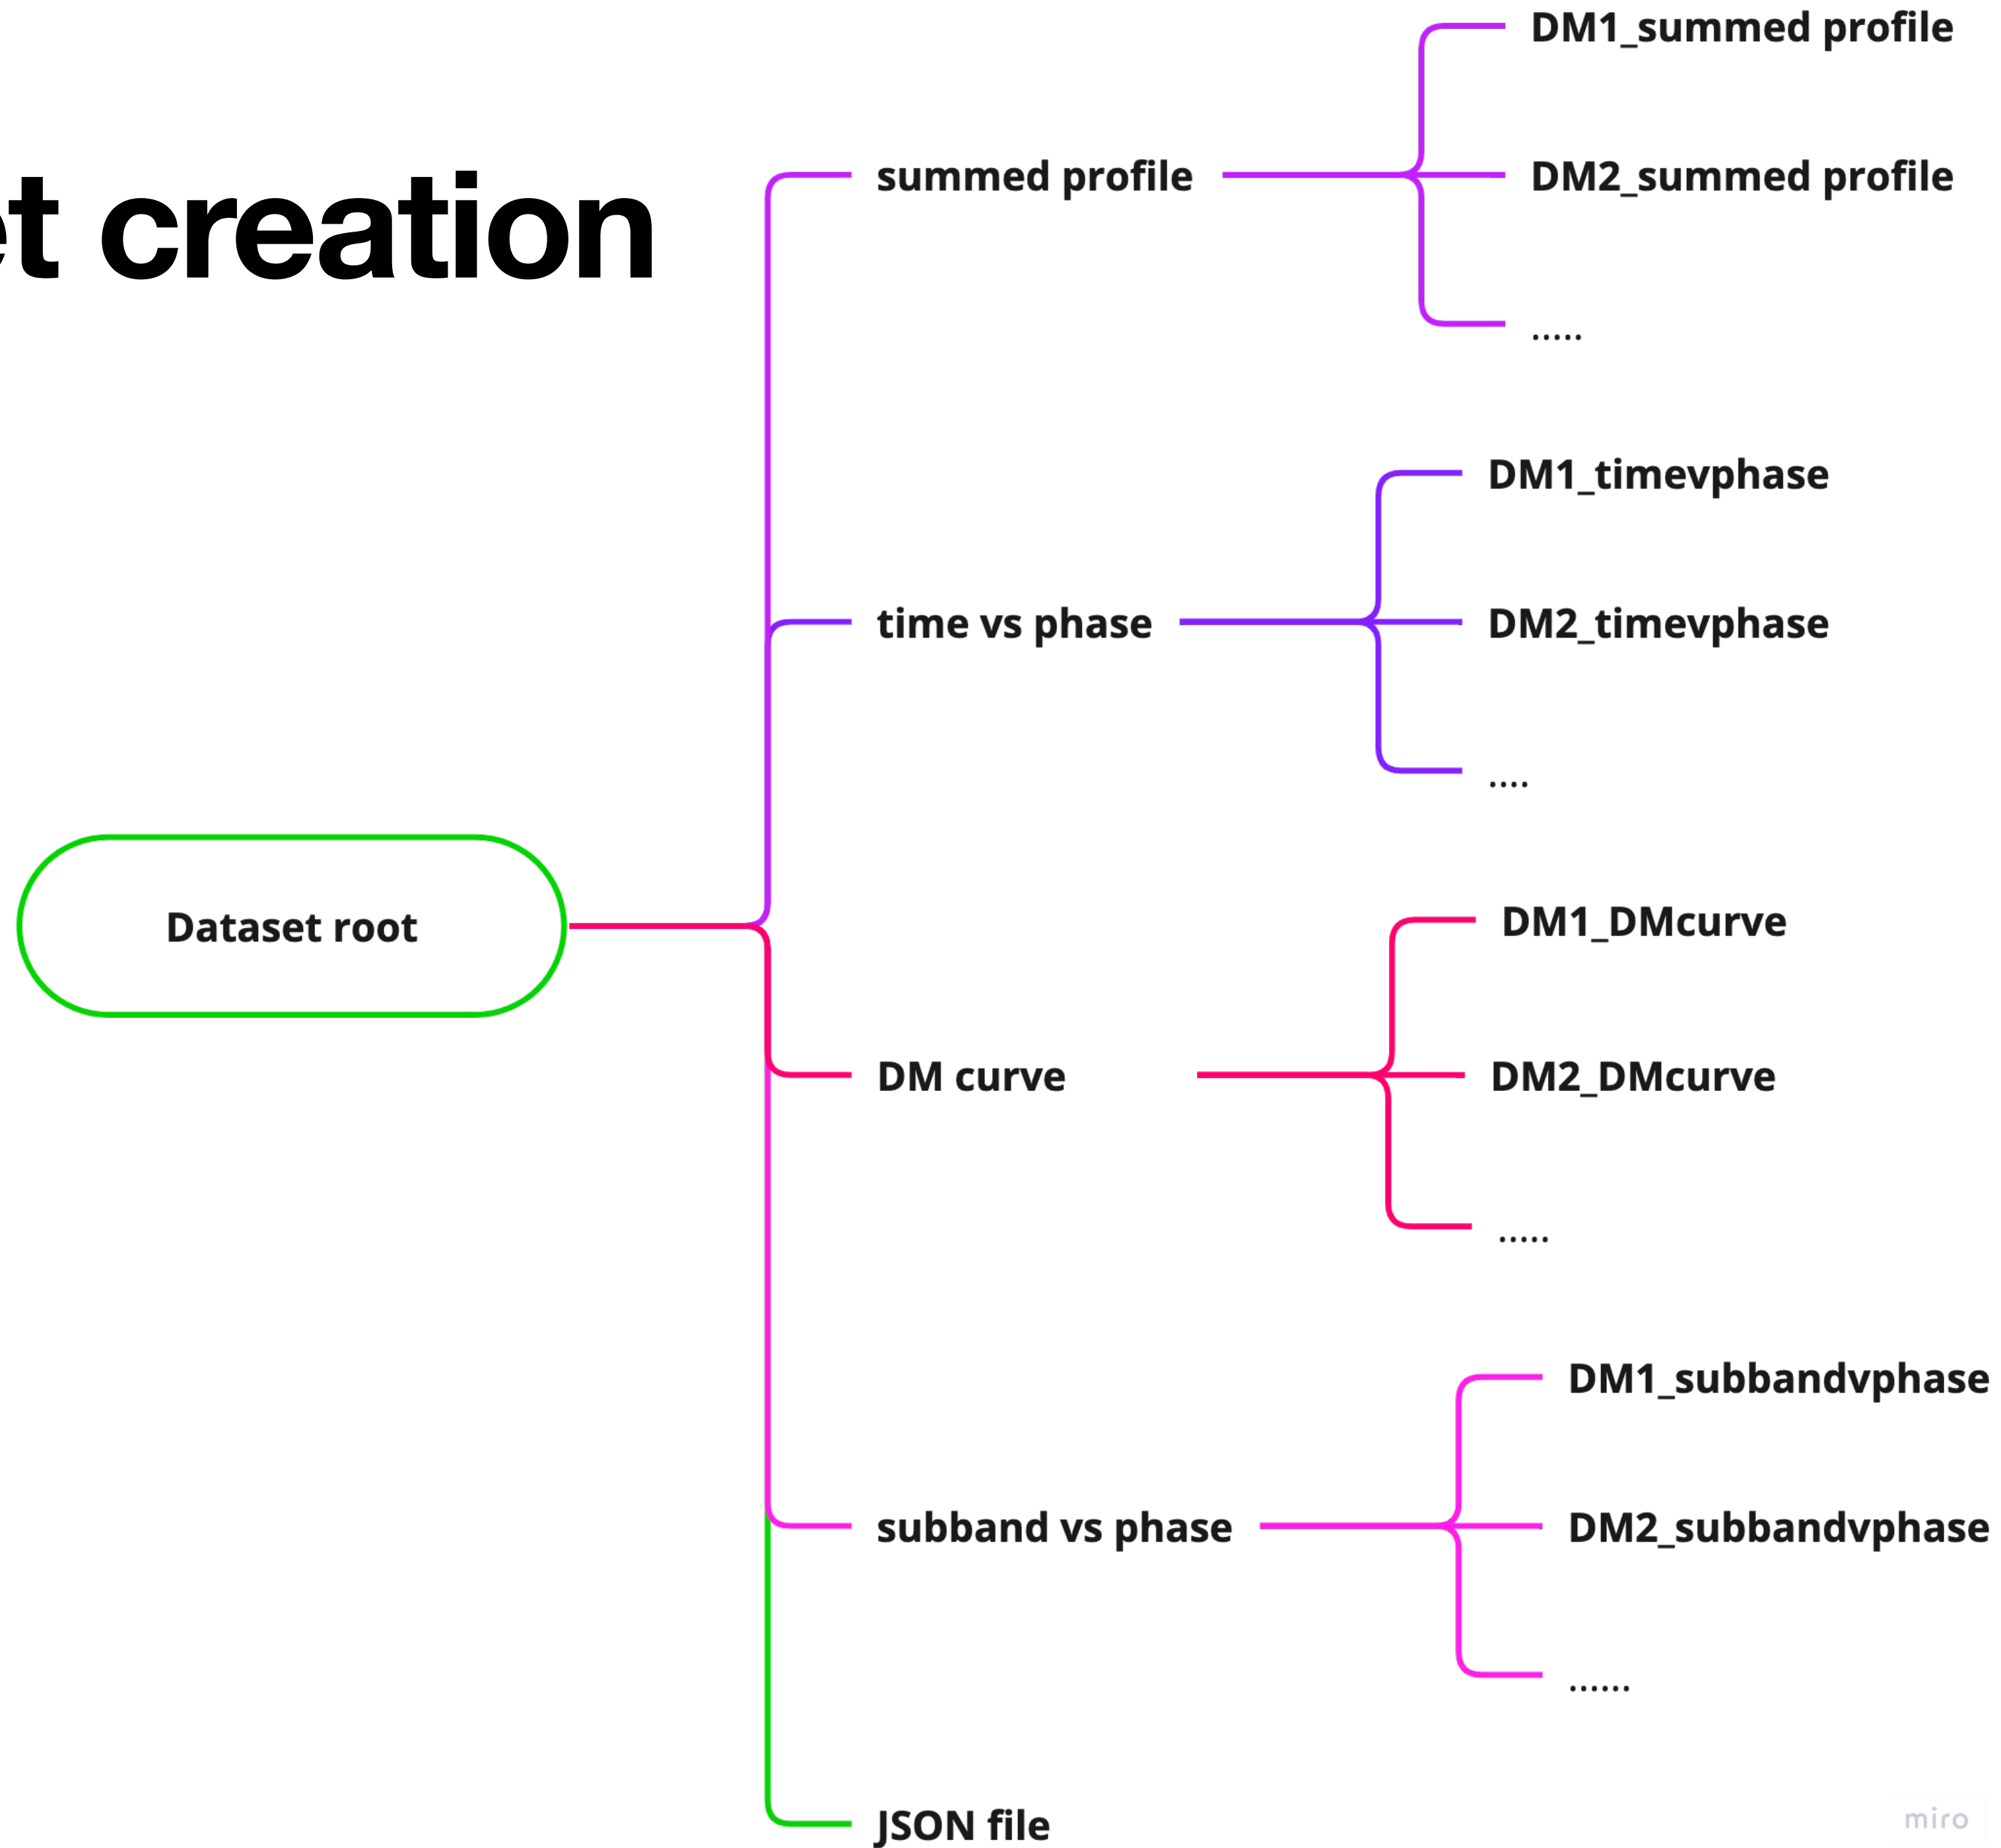 t creation
DM1_summed profile
summed profile
DM2_summed profile
.....
DM1_timevphase
time vs phase
DM2_timevphase
....
Dataset root
DM1_DMcurve
DM curve
DM2_DMcurve
.....
DM1_subbandvphase
subband vs phase
DM2_subbandvphase
......
JSON file
miro